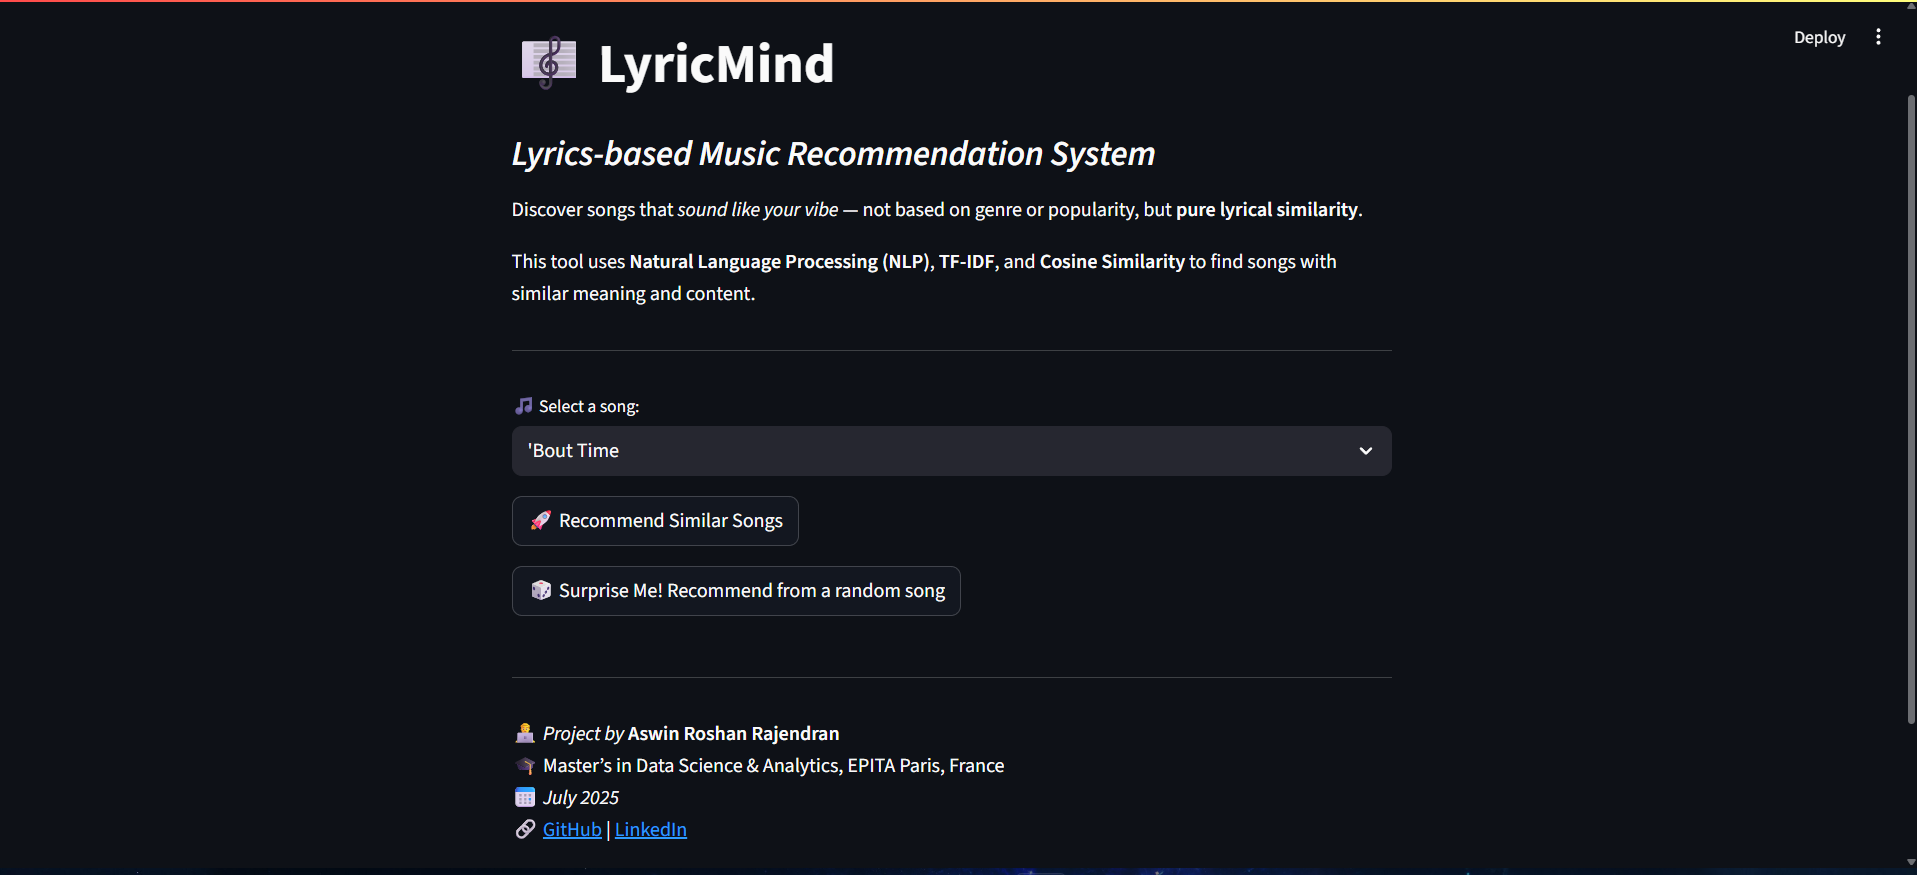 Deploy
LyricMind
Lyrics-based Music Recommendation System
Discover songs that sound like your vibe — not based on genre or popularity, but pure lyrical similarity.
This tool uses Natural Language Processing (NLP), TF-IDF, and Cosine Similarity to find songs with
similar meaning and content.
Select a song:
'Bout Time
Recommend Similar Songs
Surprise Me! Recommend from a random song
Project by Aswin Roshan Rajendran
Master’s in Data Science & Analytics, EPITA Paris, France
July 2025
GitHub | LinkedIn